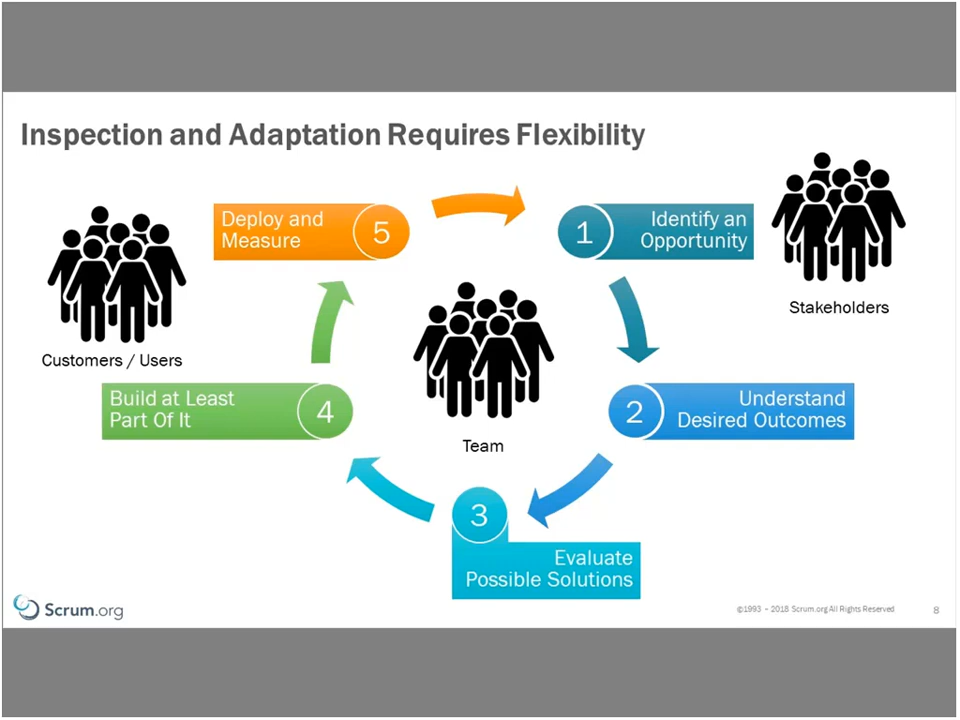 Inspection and Adaptation Requires Flexibility
Deploy and
Measure
5
1
Identify an
Opportunity
Stakeholders
Customers / Users
Build at Least
Part Of It
4
Team
2
Understand
Desired Outcomes
3
Evaluate
Possible Solutions
Scrum.org
©1993 – 2018 Scrum.org All Rights Reserved
8